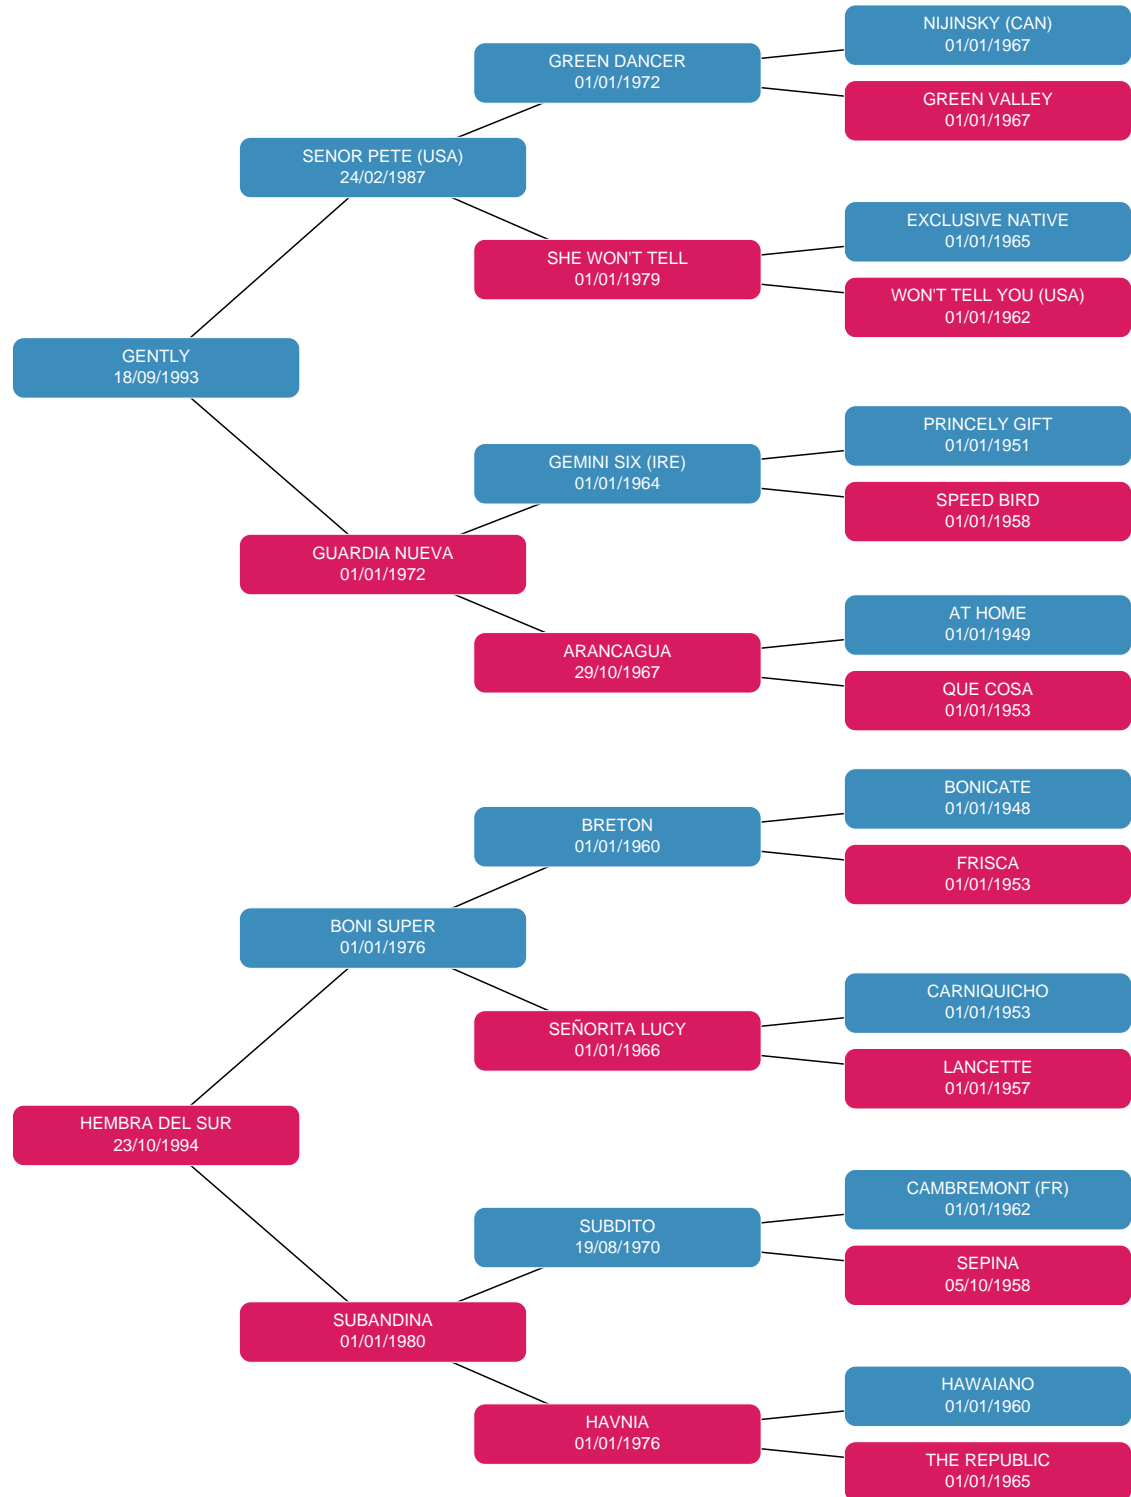 NIJINSKY (CAN)
01/01/1967
GREEN DANCER
01/01/1972
GREEN VALLEY
01/01/1967
SENOR PETE (USA)
24/02/1987
EXCLUSIVE NATIVE
01/01/1965
SHE WON'T TELL
01/01/1979
WON'T TELL YOU (USA)
01/01/1962
GENTLY
18/09/1993
PRINCELY GIFT
01/01/1951
GEMINI SIX (IRE)
01/01/1964
SPEED BIRD
01/01/1958
GUARDIA NUEVA
01/01/1972
AT HOME
01/01/1949
ARANCAGUA
29/10/1967
QUE COSA
01/01/1953
BONICATE
01/01/1948
BRETON
01/01/1960
FRISCA
01/01/1953
BONI SUPER
01/01/1976
CARNIQUICHO
01/01/1953
SEÑORITA LUCY
01/01/1966
LANCETTE
01/01/1957
HEMBRA DEL SUR
23/10/1994
CAMBREMONT (FR)
01/01/1962
SUBDITO
19/08/1970
SEPINA
05/10/1958
SUBANDINA
01/01/1980
HAWAIANO
01/01/1960
HAVNIA
01/01/1976
THE REPUBLIC
01/01/1965